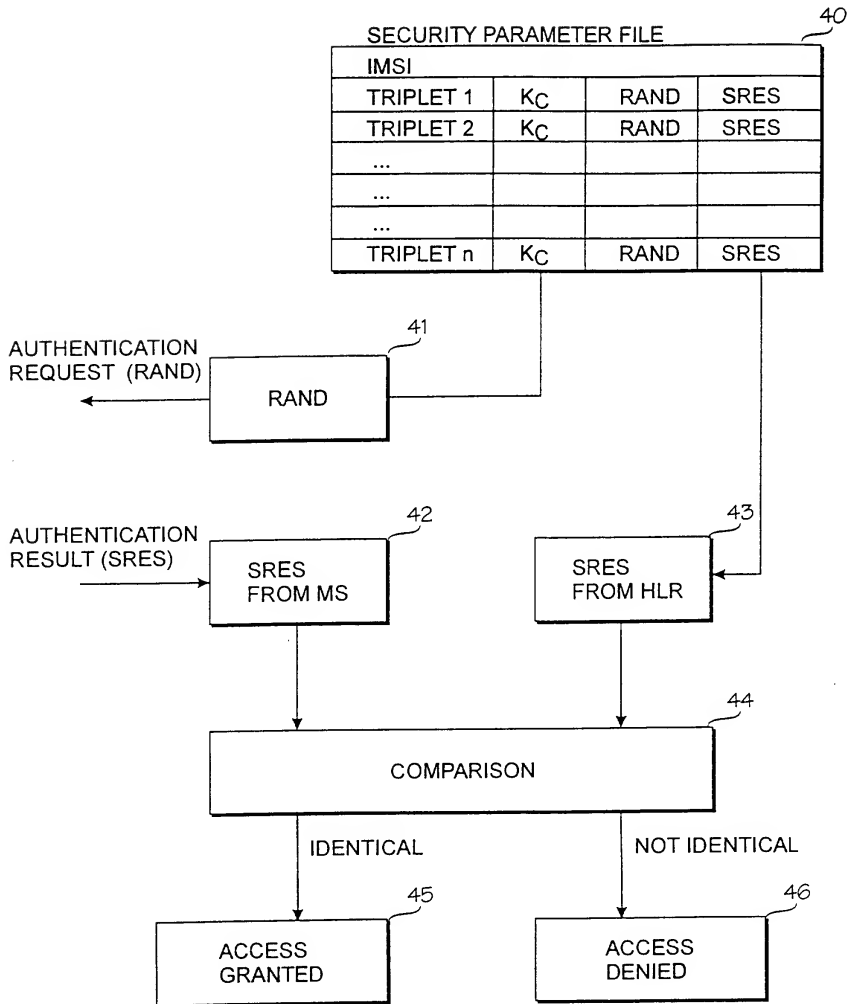 40
SECURITY PARAMETER FILE
IMSI
TRIPLET 1 KC RAND SRES
TRIPLET 2 KC RAND SRES
...
...
...
TRIPLET n KC RAND SRES
41
AUTHENTICATION
REQUEST (RAND)
RAND
42
43
AUTHENTICATION
RESULT (SRES)
SRES
FROM MS
SRES
FROM HLR
44
COMPARISON
IDENTICAL
NOT IDENTICAL
45
46
ACCESS
GRANTED
ACCESS
DENIED